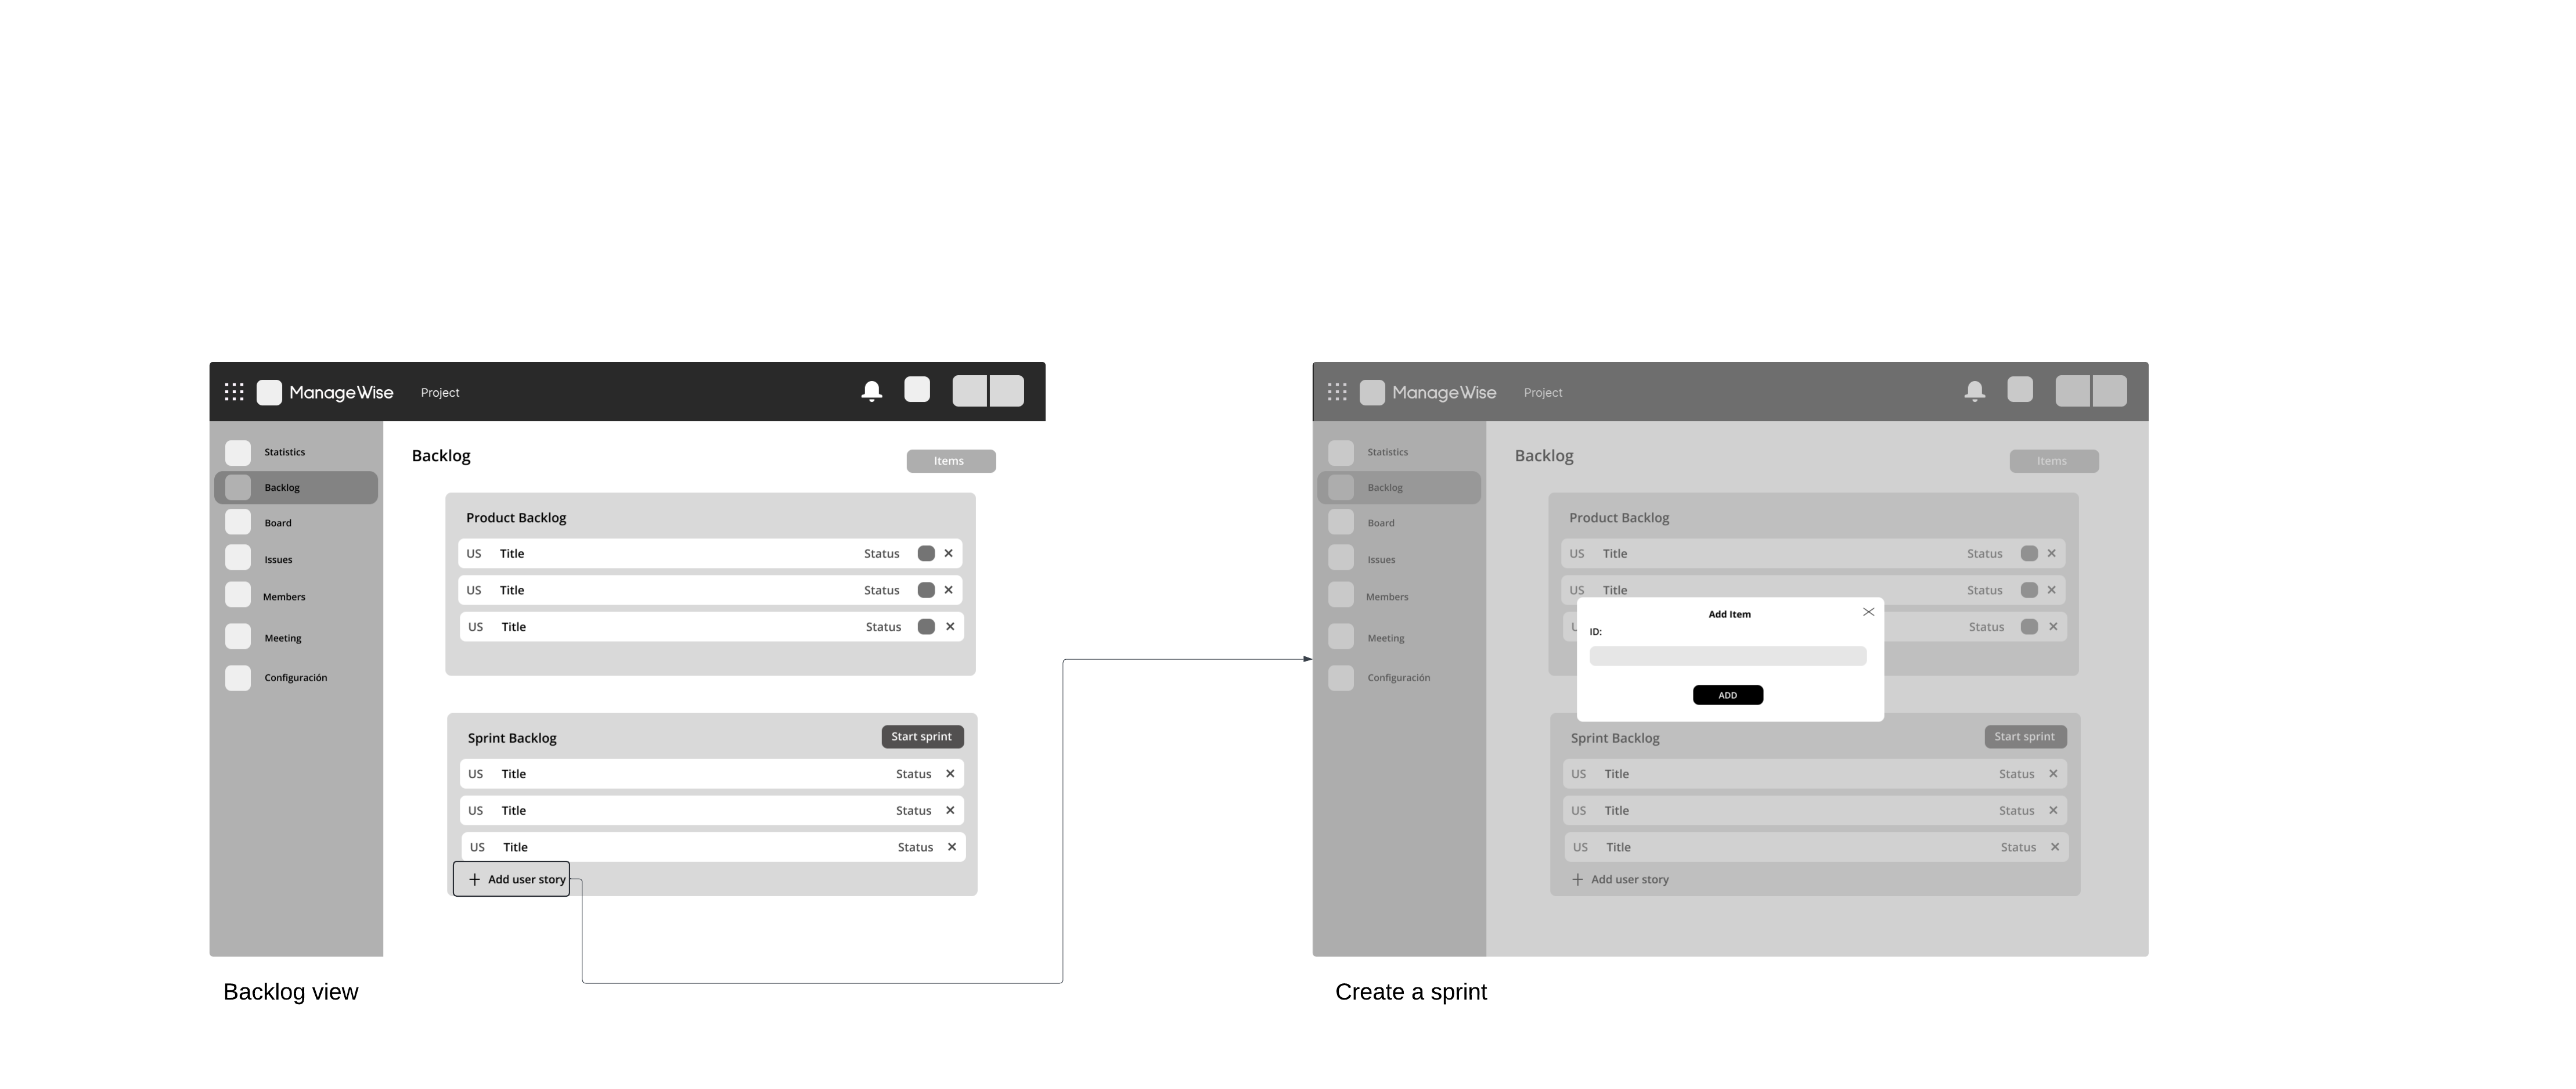 ManageWise Project
Statistics
Backlog
Board
Issues
Members
Meeting
Configuración
Backlog
Items
Product Backlog
US Title Status
US Title Status
US Title Status
Sprint Backlog
Start sprint
US Title Status
US Title Status
US Title Status
Add user story
Backlog view
ManageWise Project
Statistics
Backlog
Board
Issues
Members
Meeting
Configuración
Backlog
Items
Product Backlog
US Title Status
US Title Status
Status
Add Item
ID:
ADD
Sprint Backlog
Start sprint
US Title Status
US Title Status
US Title Status
Add user story
Create a sprint